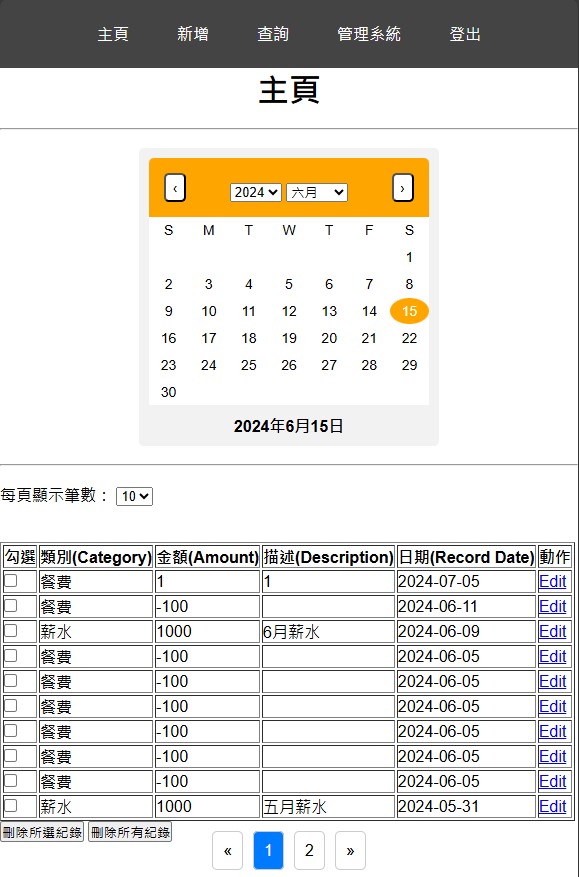 主頁 新增 查詢 管理系統 登出
主頁
‹ 2024 六月 ›
S M T W T F S
1
2 3 4 5 6 7 8
9 10 11 12 13 14 15
16 17 18 19 20 21 22
23 24 25 26 27 28 29
30
2024年6月15日
每頁顯示筆數： 10
勾選 類別(Category) 金額(Amount) 描述(Description) 日期(Record Date) 動作
餐費 1 1 2024-07-05 Edit
餐費 -100 2024-06-11 Edit
薪水 1000 6月薪水 2024-06-09 Edit
餐費 -100 2024-06-05 Edit
餐費 -100 2024-06-05 Edit
餐費 -100 2024-06-05 Edit
餐費 -100 2024-06-05 Edit
餐費 -100 2024-06-05 Edit
餐費 -100 2024-06-05 Edit
薪水 1000 五月薪水 2024-05-31 Edit
刪除所選紀錄 刪除所有紀錄
« 1 2 »